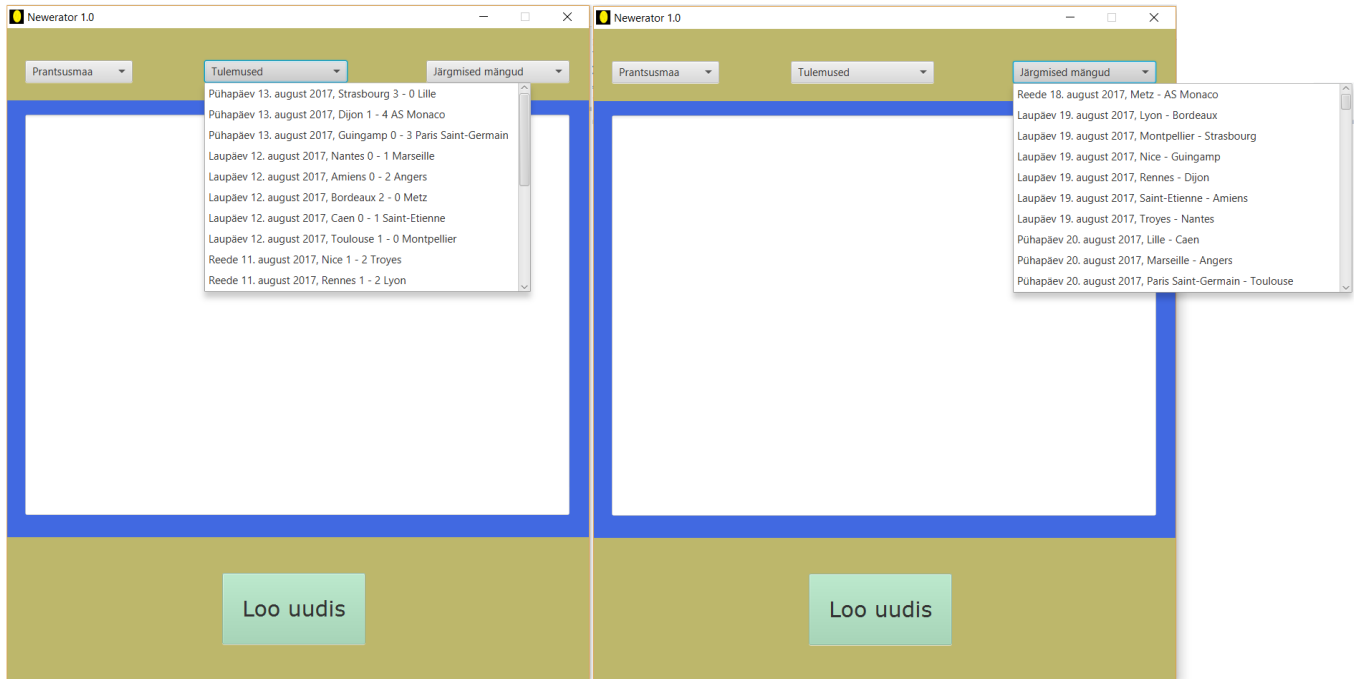 Newerator 1.0
Prantsusmaa
Tulemused
Järgmised mängud
Pühapäev 13. august 2017, Strasbourg 3 - 0 Lille
Pühapäev 13. august 2017, Dijon 1 - 4 AS Monaco
Pühapäev 13. august 2017, Guingamp 0 - 3 Paris Saint-Germain
Laupäev 12. august 2017, Nantes 0 - 1 Marseille
Laupäev 12. august 2017, Amiens 0 - 2 Angers
Laupäev 12. august 2017, Bordeaux 2 - 0 Metz
Laupäev 12. august 2017, Caen 0 - 1 Saint-Etienne
Laupäev 12. august 2017, Toulouse 1 - 0 Montpellier
Reede 11. august 2017, Nice 1 - 2 Troyes
Reede 11. august 2017, Rennes 1 - 2 Lyon
Loo uudis
Newerator 1.0
Prantsusmaa
Tulemused
Järgmised mängud
Reede 18. august 2017, Metz - AS Monaco
Laupäev 19. august 2017, Lyon - Bordeaux
Laupäev 19. august 2017, Montpellier - Strasbourg
Laupäev 19. august 2017, Nice - Guingamp
Laupäev 19. august 2017, Rennes - Dijon
Laupäev 19. august 2017, Saint-Etienne - Amiens
Laupäev 19. august 2017, Troyes - Nantes
Pühapäev 20. august 2017, Lille - Caen
Pühapäev 20. august 2017, Marseille - Angers
Pühapäev 20. august 2017, Paris Saint-Germain - Toulouse
Loo uudis